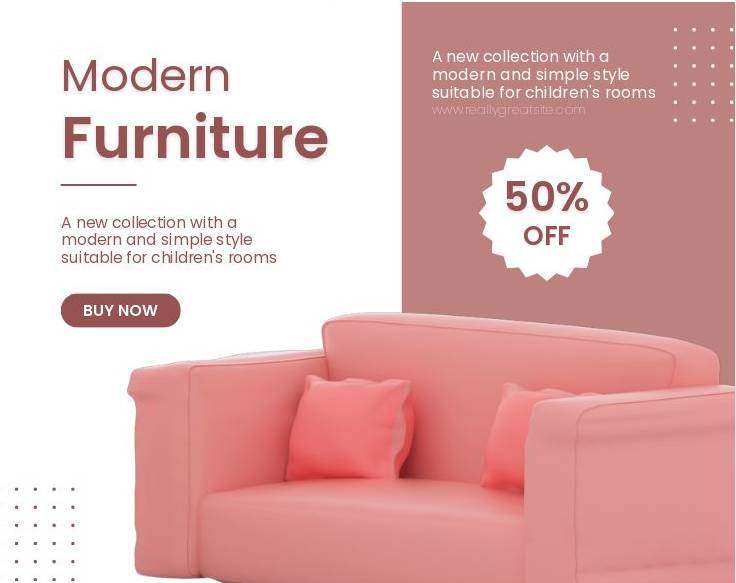 Modern
Furniture
A new collection with a
modern and simple style
suitable for children's rooms
BUY NOW
A new collection with a
modern and simple style
suitable for children's rooms
www.reallygreatsite.com
50%
OFF